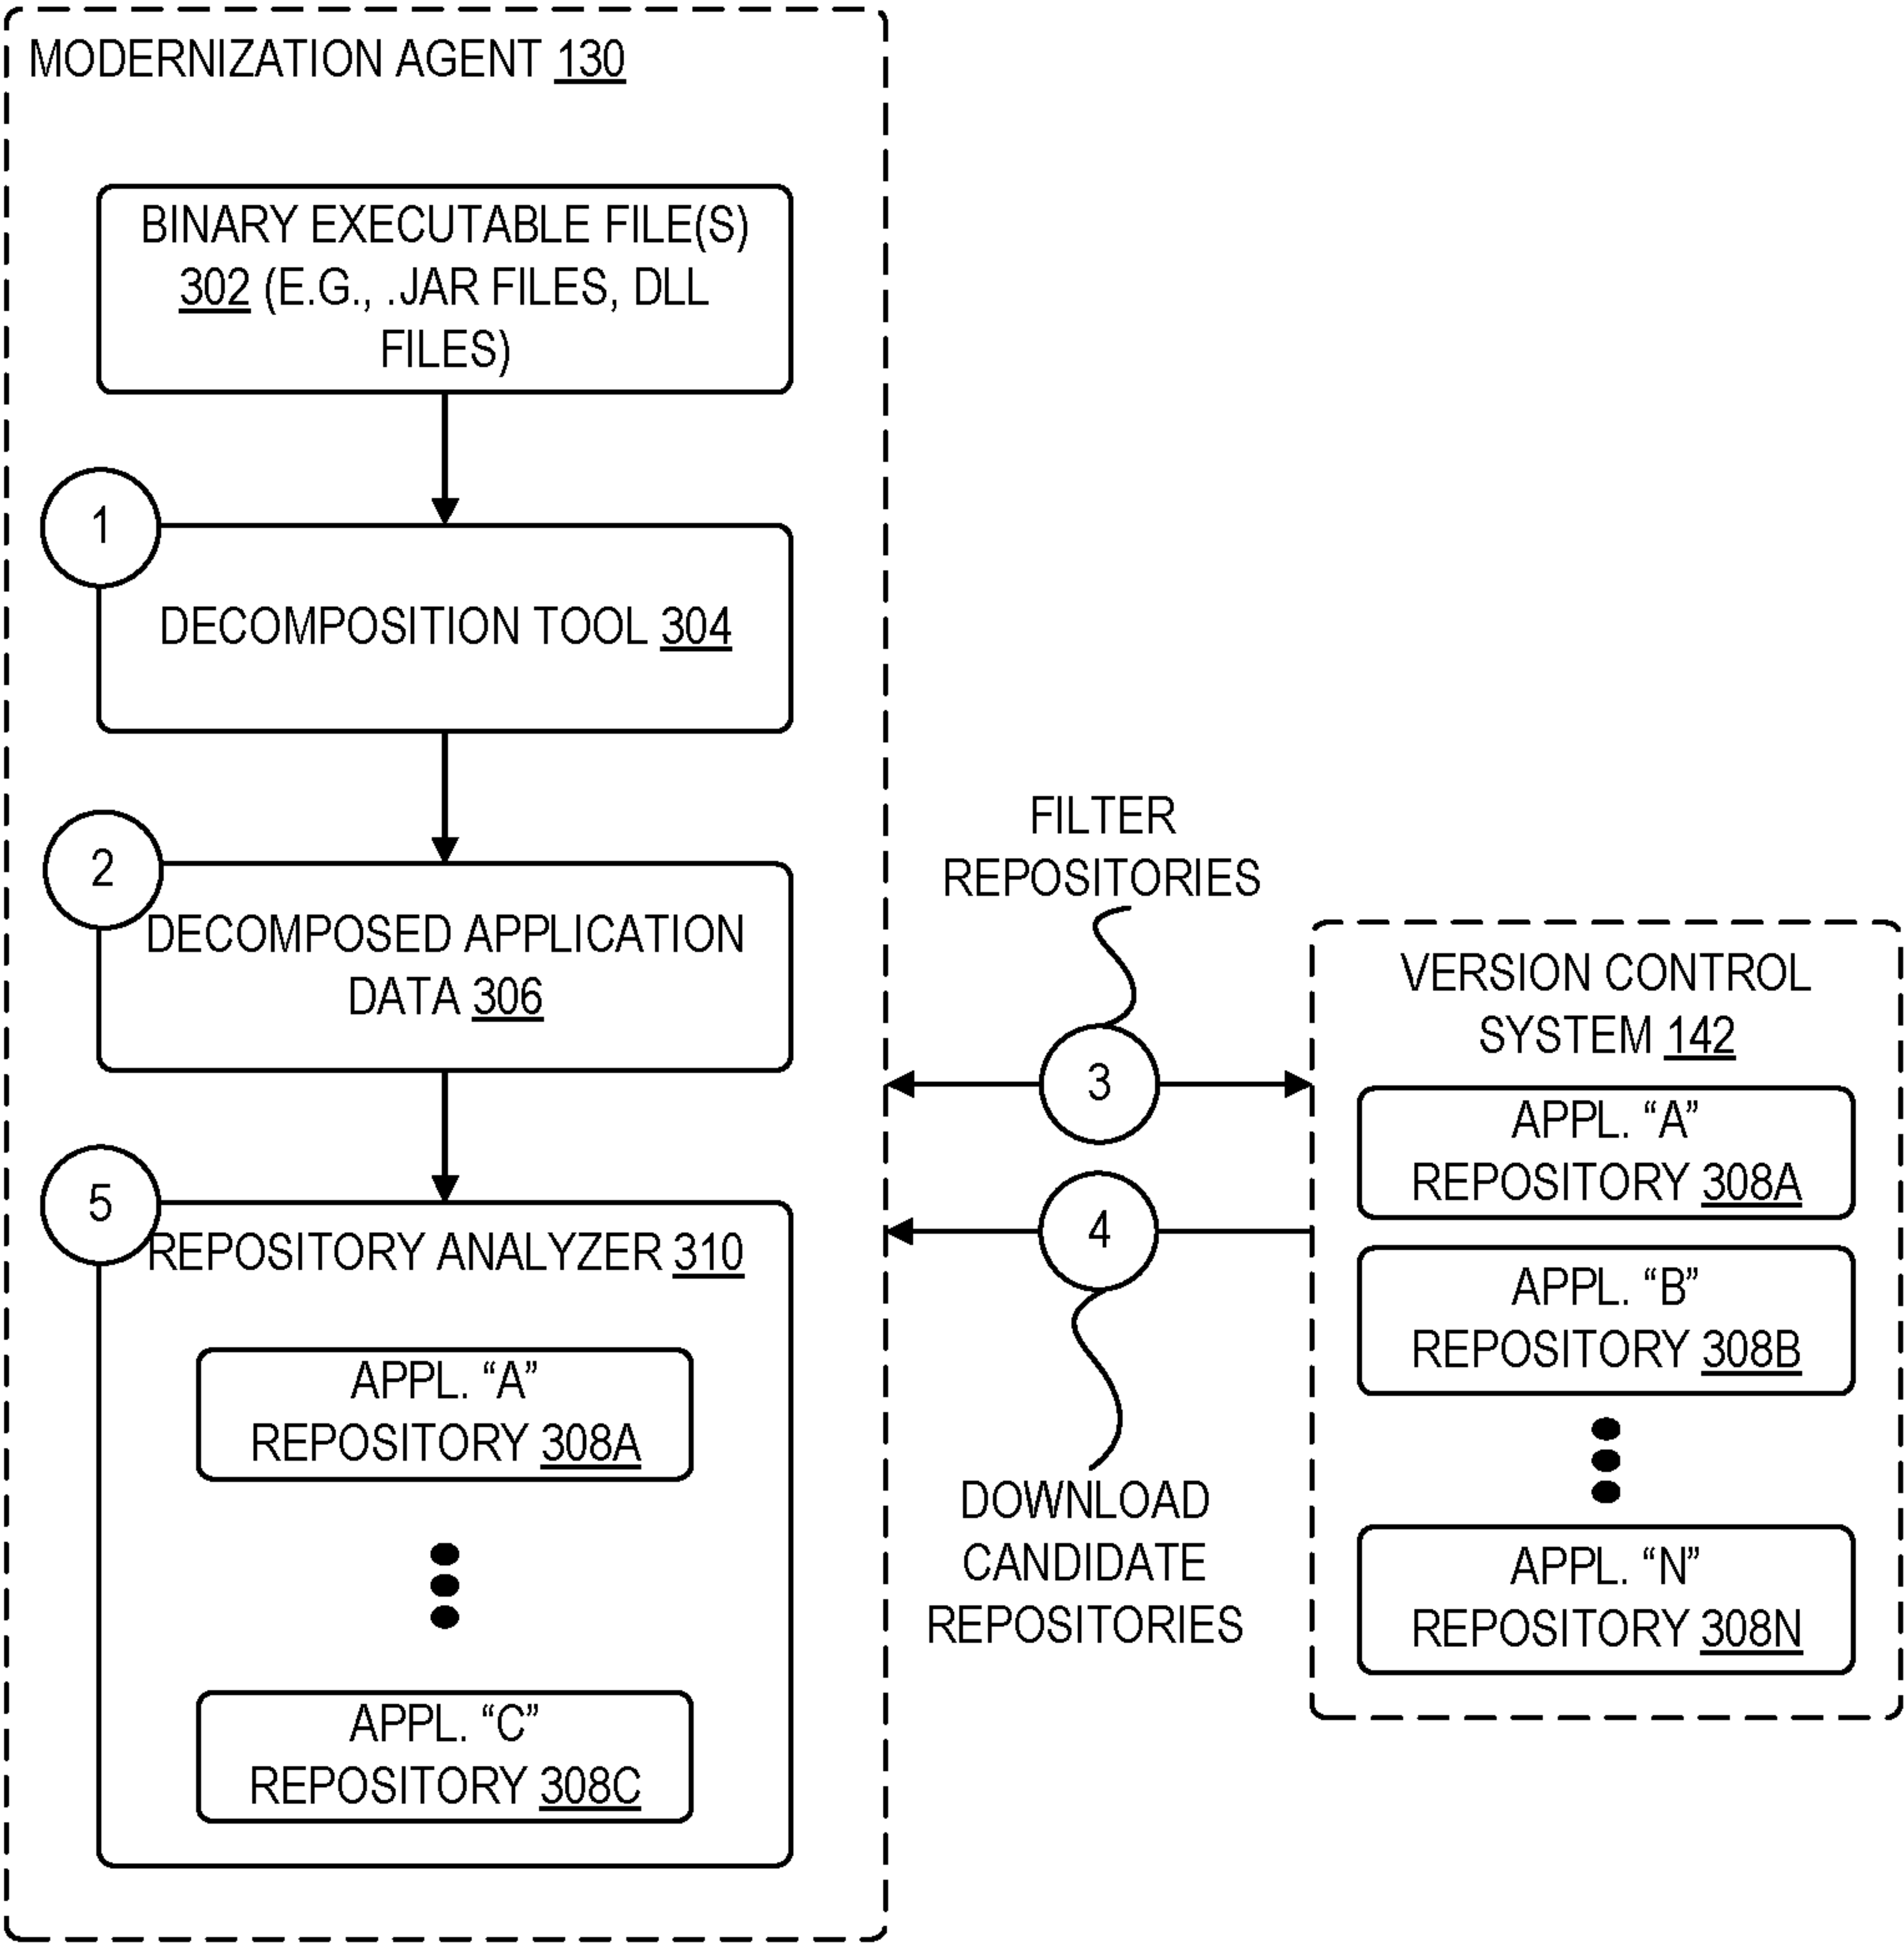 MODERNIZATION AGENT 130
BINARY EXECUTABLE FILE(S)
302 (E.G., .JAR FILES, DLL
FILES)
1
DECOMPOSITION TOOL 304
2
DECOMPOSED APPLICATION
DATA 306
5
REPOSITORY ANALYZER 310
APPL. “A”
REPOSITORY 308A
APPL. “C”
REPOSITORY 308C
FILTER
REPOSITORIES
3
4
DOWNLOAD
CANDIDATE
REPOSITORIES
VERSION CONTROL
SYSTEM 142
APPL. “A”
REPOSITORY 308A
APPL. “B”
REPOSITORY 308B
APPL. “N”
REPOSITORY 308N